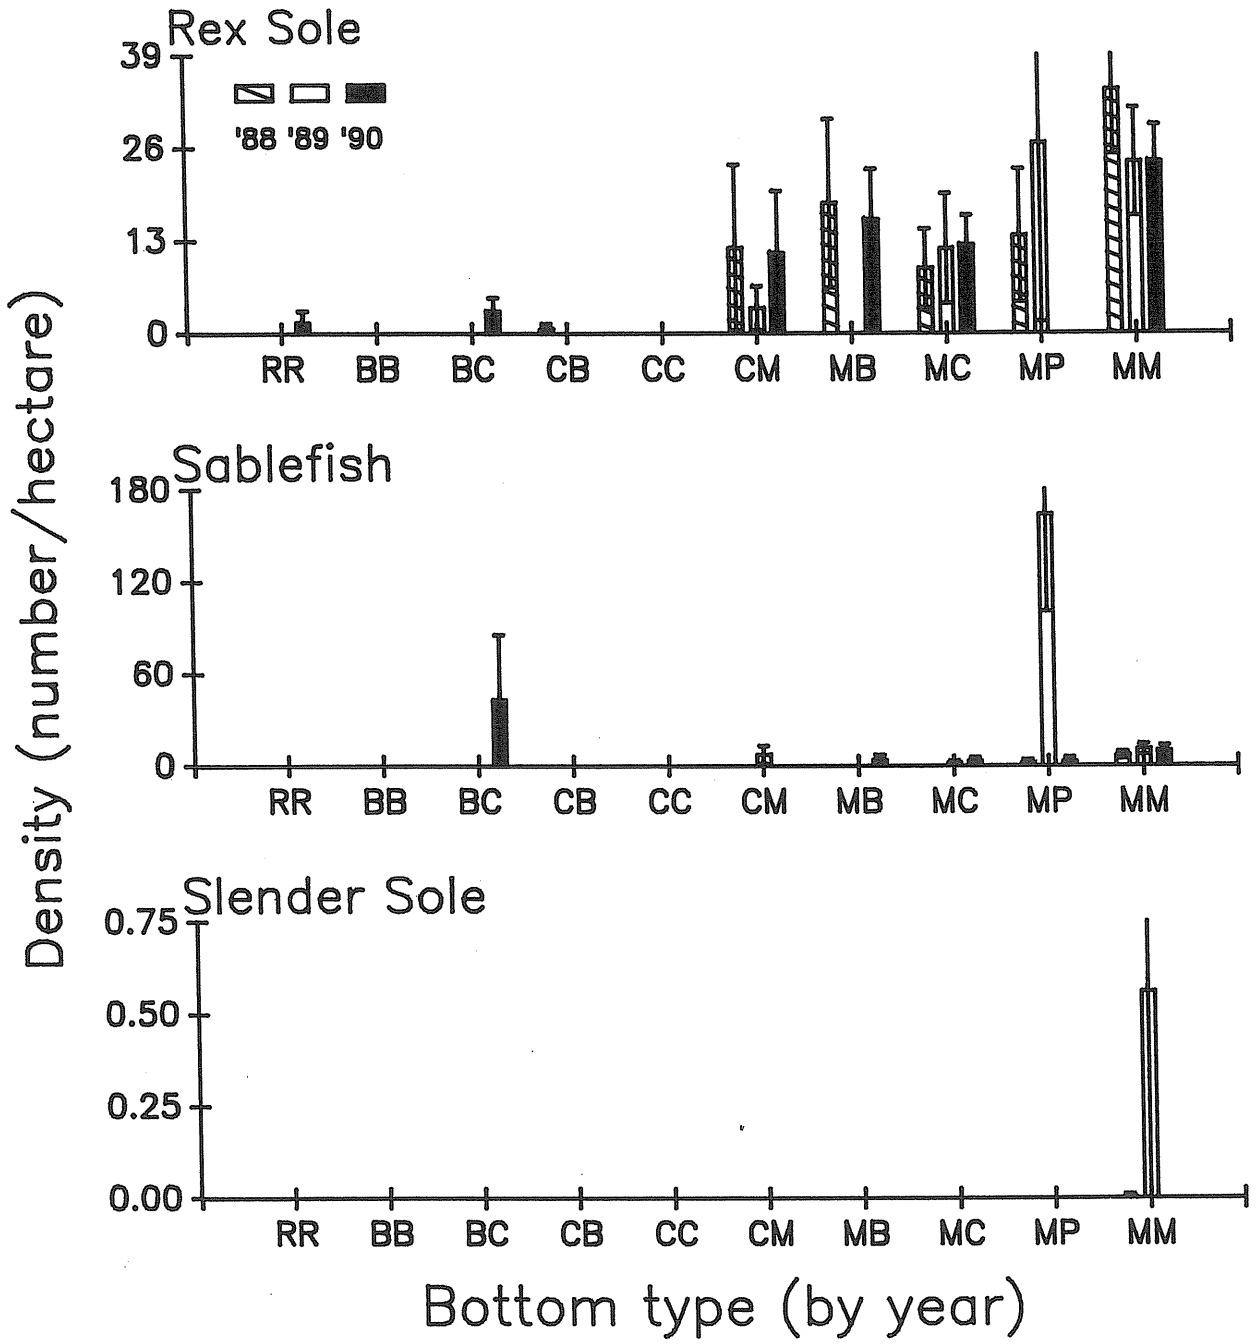 Rex Sole
39
'88 '89 '90
26
13
0
RR BB BC CB CC CM MB MC MP MM
Density (number/hectare)
Sablefish
180
120
60
0
RR BB BC CB CC CM MB MC MP MM
Slender Sole
0.75
0.50
0.25
0.00
RR BB BC CB CC CM MB MC MP MM
Bottom type (by year)